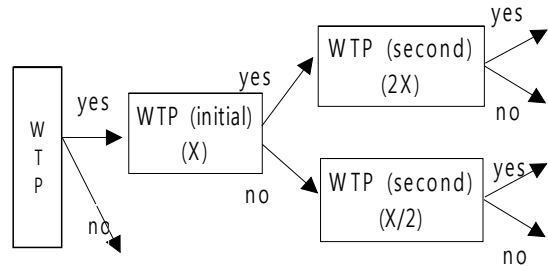 W
T
P
yes
no
WTP (initial)
(X)
yes
no
WTP (second)
(2X)
yes
no
WTP (second)
(X/2)
yes
no